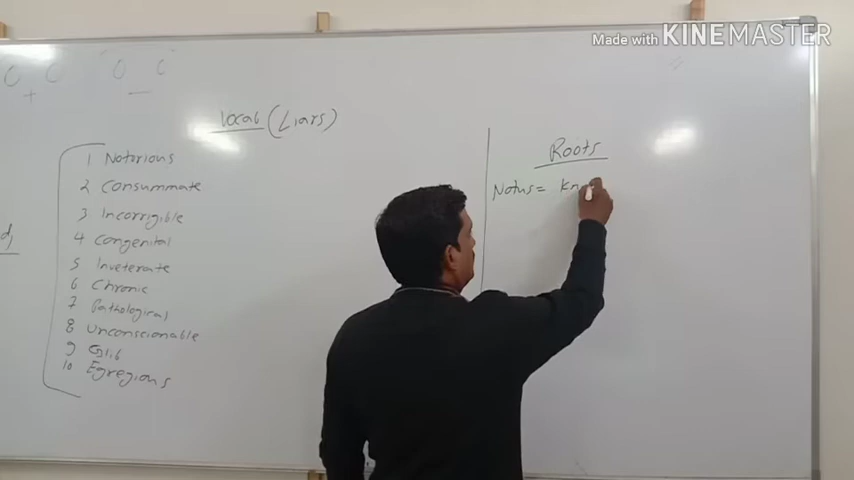 Made with KINEMASTER
Vocab (Liars)
1 Notorious
2 Consummate
3 Incorrigible
4 Congenital
5 Inveterate
6 Chronic
7 Pathological
8 Unconscionable
9 Glib
10 Egregious
Roots
Notus = Kn